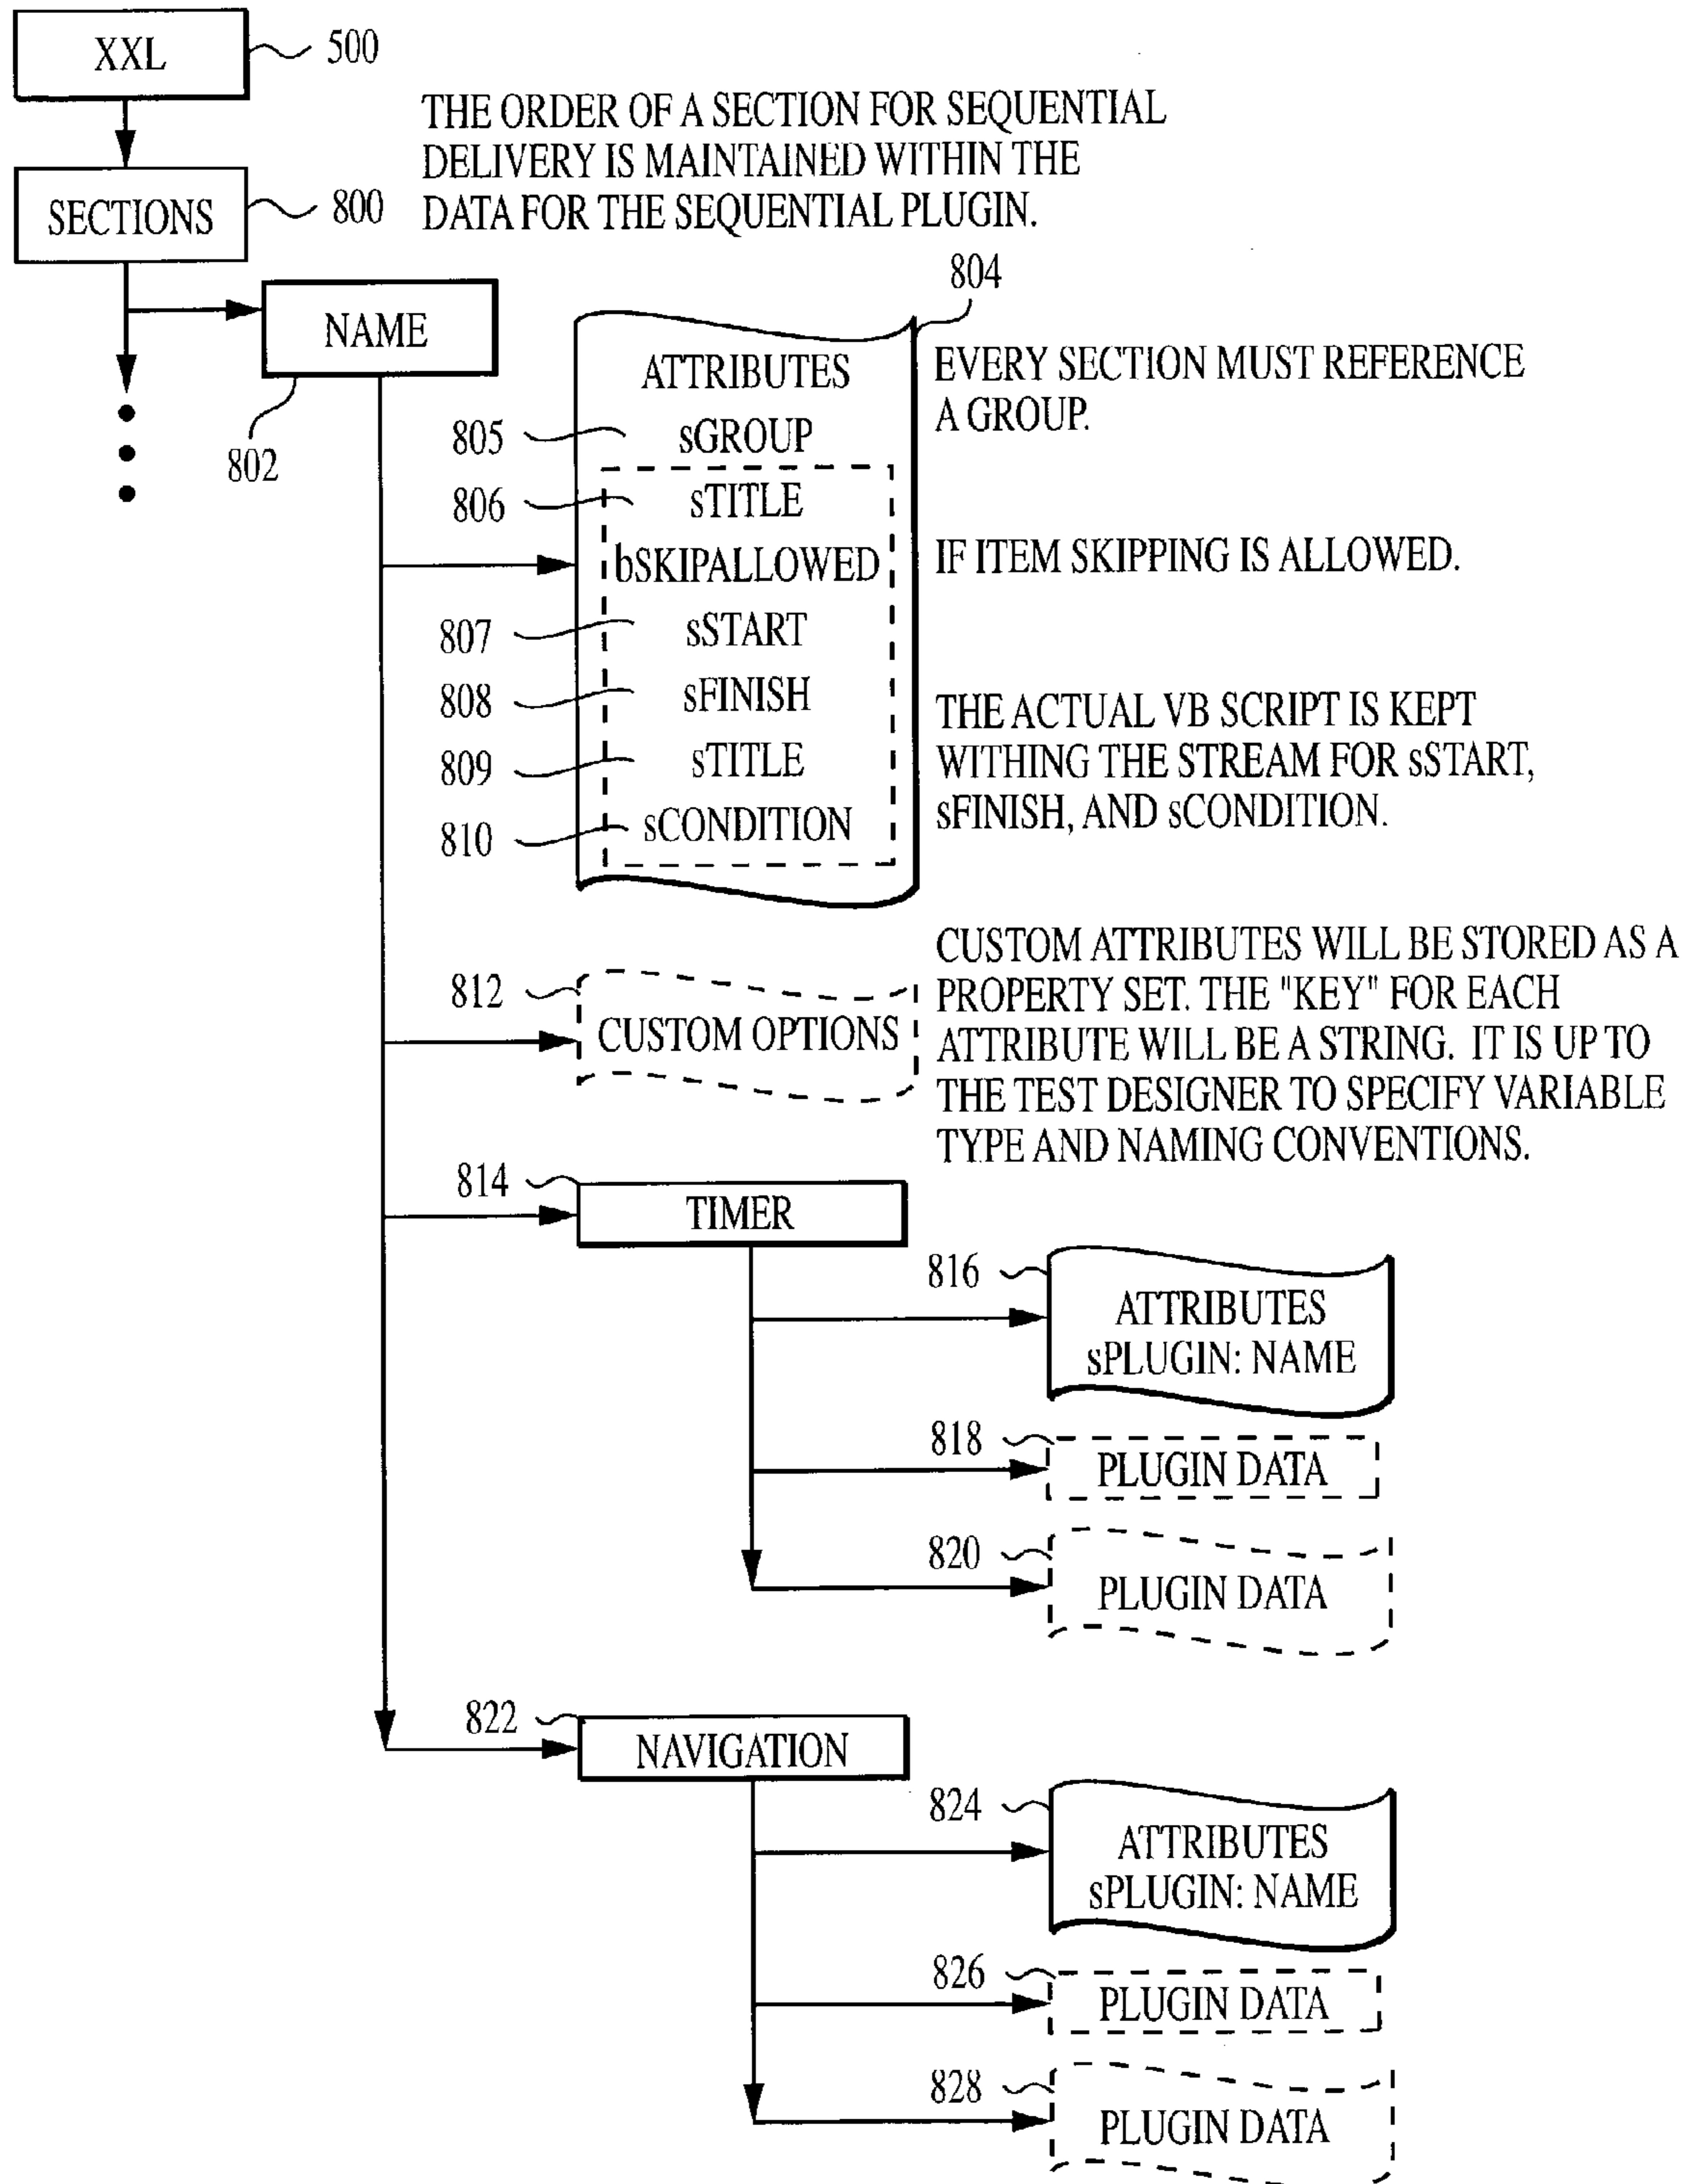 XXL
500
THE ORDER OF A SECTION FOR SEQUENTIAL
DELIVERY IS MAINTAINED WITHIN THE
DATA FOR THE SEQUENTIAL PLUGIN.
SECTIONS
800
NAME
802
804
ATTRIBUTES
805
sGROUP
EVERY SECTION MUST REFERENCE
A GROUP.
806
sTITLE
bSKIPALLOWED
IF ITEM SKIPPING IS ALLOWED.
807
sSTART
808
sFINISH
809
sTITLE
810
sCONDITION
THE ACTUAL VB SCRIPT IS KEPT
WITHING THE STREAM FOR sSTART,
sFINISH, AND sCONDITION.
812
CUSTOM OPTIONS
CUSTOM ATTRIBUTES WILL BE STORED AS A
PROPERTY SET. THE "KEY" FOR EACH
ATTRIBUTE WILL BE A STRING. IT IS UP TO
THE TEST DESIGNER TO SPECIFY VARIABLE
TYPE AND NAMING CONVENTIONS.
814
TIMER
816
ATTRIBUTES
sPLUGIN: NAME
818
PLUGIN DATA
820
PLUGIN DATA
822
NAVIGATION
824
ATTRIBUTES
sPLUGIN: NAME
826
PLUGIN DATA
828
PLUGIN DATA